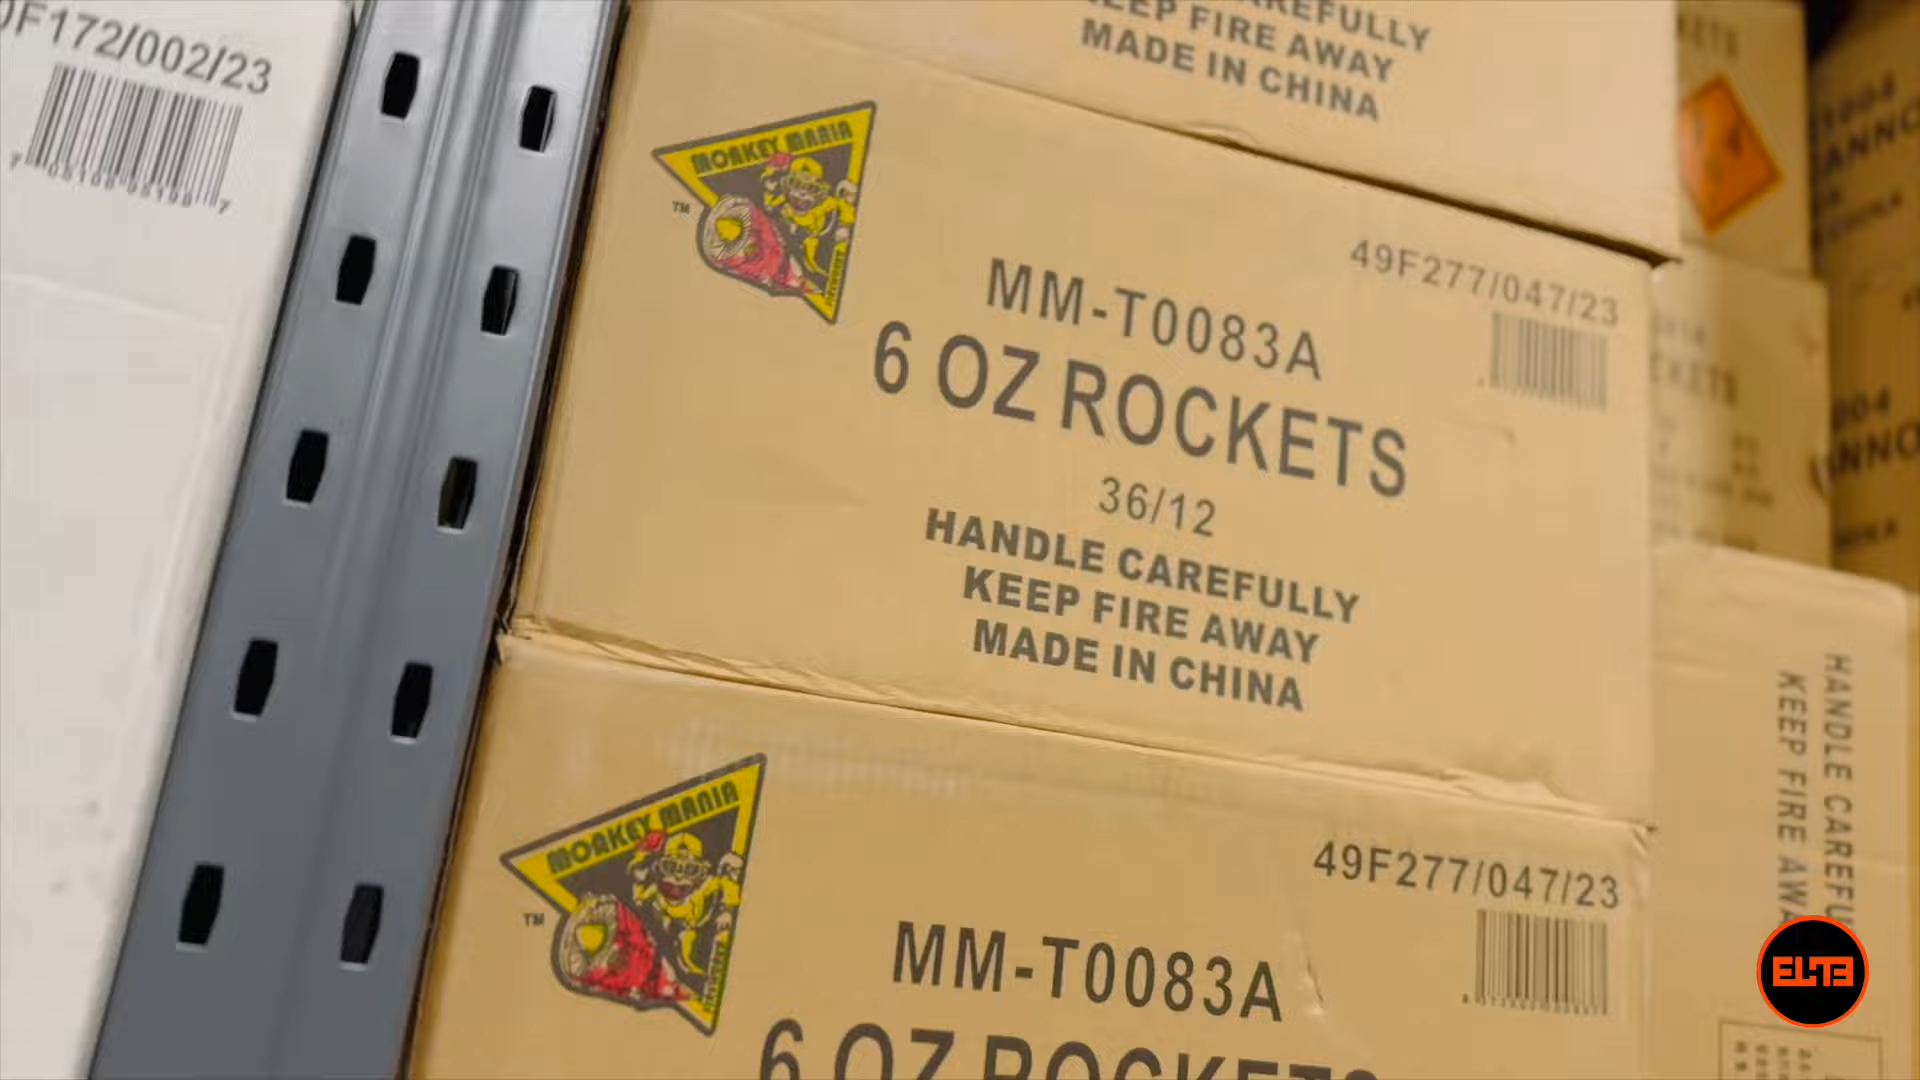 F172/002/23
KEEP FIRE AWAY
MADE IN CHINA
MONKEY MANIA
TM
MM-T0083A
6 OZ ROCKETS
36/12
HANDLE CAREFULLY
KEEP FIRE AWAY
MADE IN CHINA
49F277/047/23
MONKEY MANIA
TM
MM-T0083A
6 OZ ROCKETS
49F277/047/23
HANDLE CAREFU
KEEP FIRE AWA
ELITE